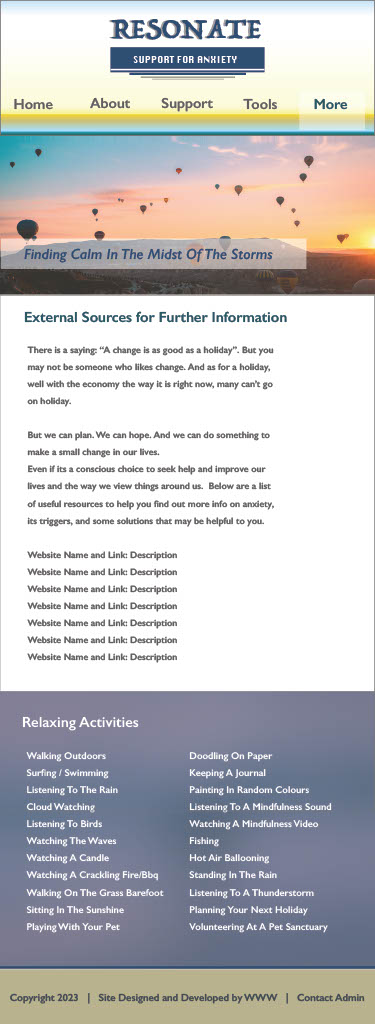 RESONATE
SUPPORT FOR ANXIETY
Home About Support Tools More
Finding Calm In The Midst Of The Storms
External Sources for Further Information
There is a saying: “A change is as good as a holiday”. But you
may not be someone who likes change. And as for a holiday,
well with the economy the way it is right now, many can’t go
on holiday.
But we can plan. We can hope. And we can do something to
make a small change in our lives.
Even if its a conscious choice to seek help and improve our
lives and the way we view things around us. Below are a list
of useful resources to help you find out more info on anxiety,
its triggers, and some solutions that may be helpful to you.
Website Name and Link: Description
Website Name and Link: Description
Website Name and Link: Description
Website Name and Link: Description
Website Name and Link: Description
Website Name and Link: Description
Website Name and Link: Description
Relaxing Activities
Walking Outdoors
Surfing / Swimming
Listening To The Rain
Cloud Watching
Listening To Birds
Watching The Waves
Watching A Candle
Watching A Crackling Fire/Bbq
Walking On The Grass Barefoot
Sitting In The Sunshine
Playing With Your Pet
Doodling On Paper
Keeping A Journal
Painting In Random Colours
Listening To A Mindfulness Sound
Watching A Mindfulness Video
Fishing
Hot Air Ballooning
Standing In The Rain
Listening To A Thunderstorm
Planning Your Next Holiday
Volunteering At A Pet Sanctuary
Copyright 2023 | Site Designed and Developed by WWW | Contact Admin